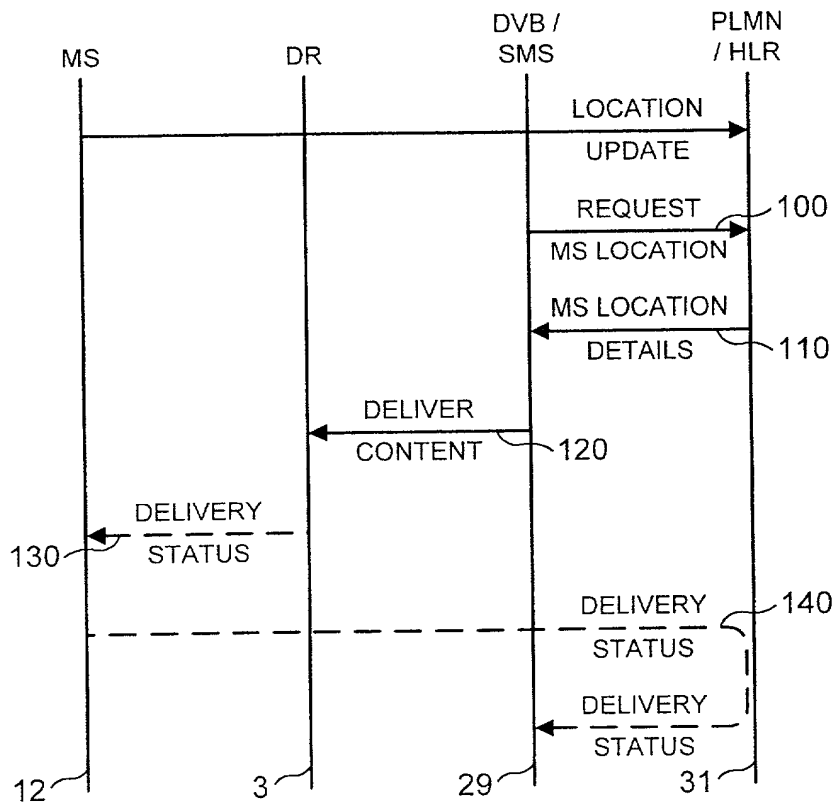 MS
DR
DVB /
SMS
PLMN
/ HLR
LOCATION
UPDATE
REQUEST
100
MS LOCATION
MS LOCATION
DETAILS
110
DELIVER
CONTENT
120
DELIVERY
STATUS
130
DELIVERY
140
STATUS
DELIVERY
STATUS
12
3
29
31